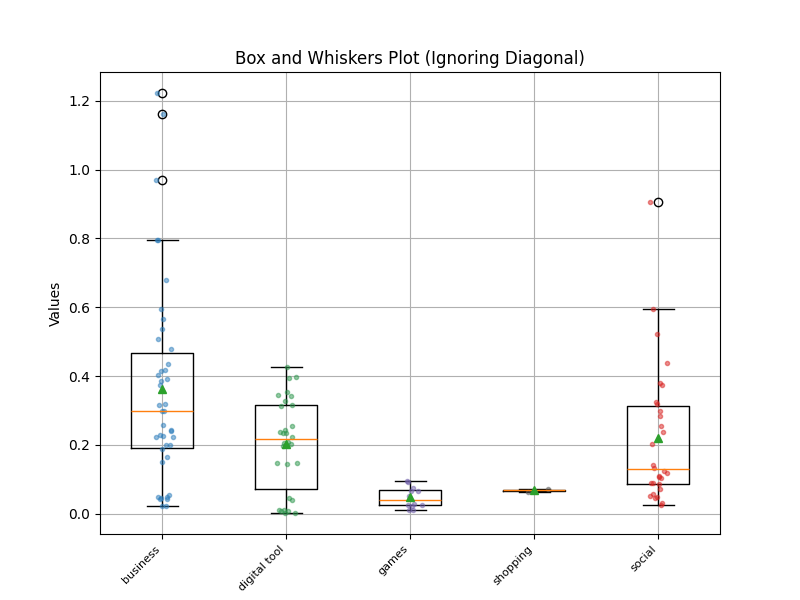 Box and Whiskers Plot (Ignoring Diagonal)
1.2
1.0
0.8
0.6
0.4
0.2
0.0
Values
business
digital tool
games
shopping
social